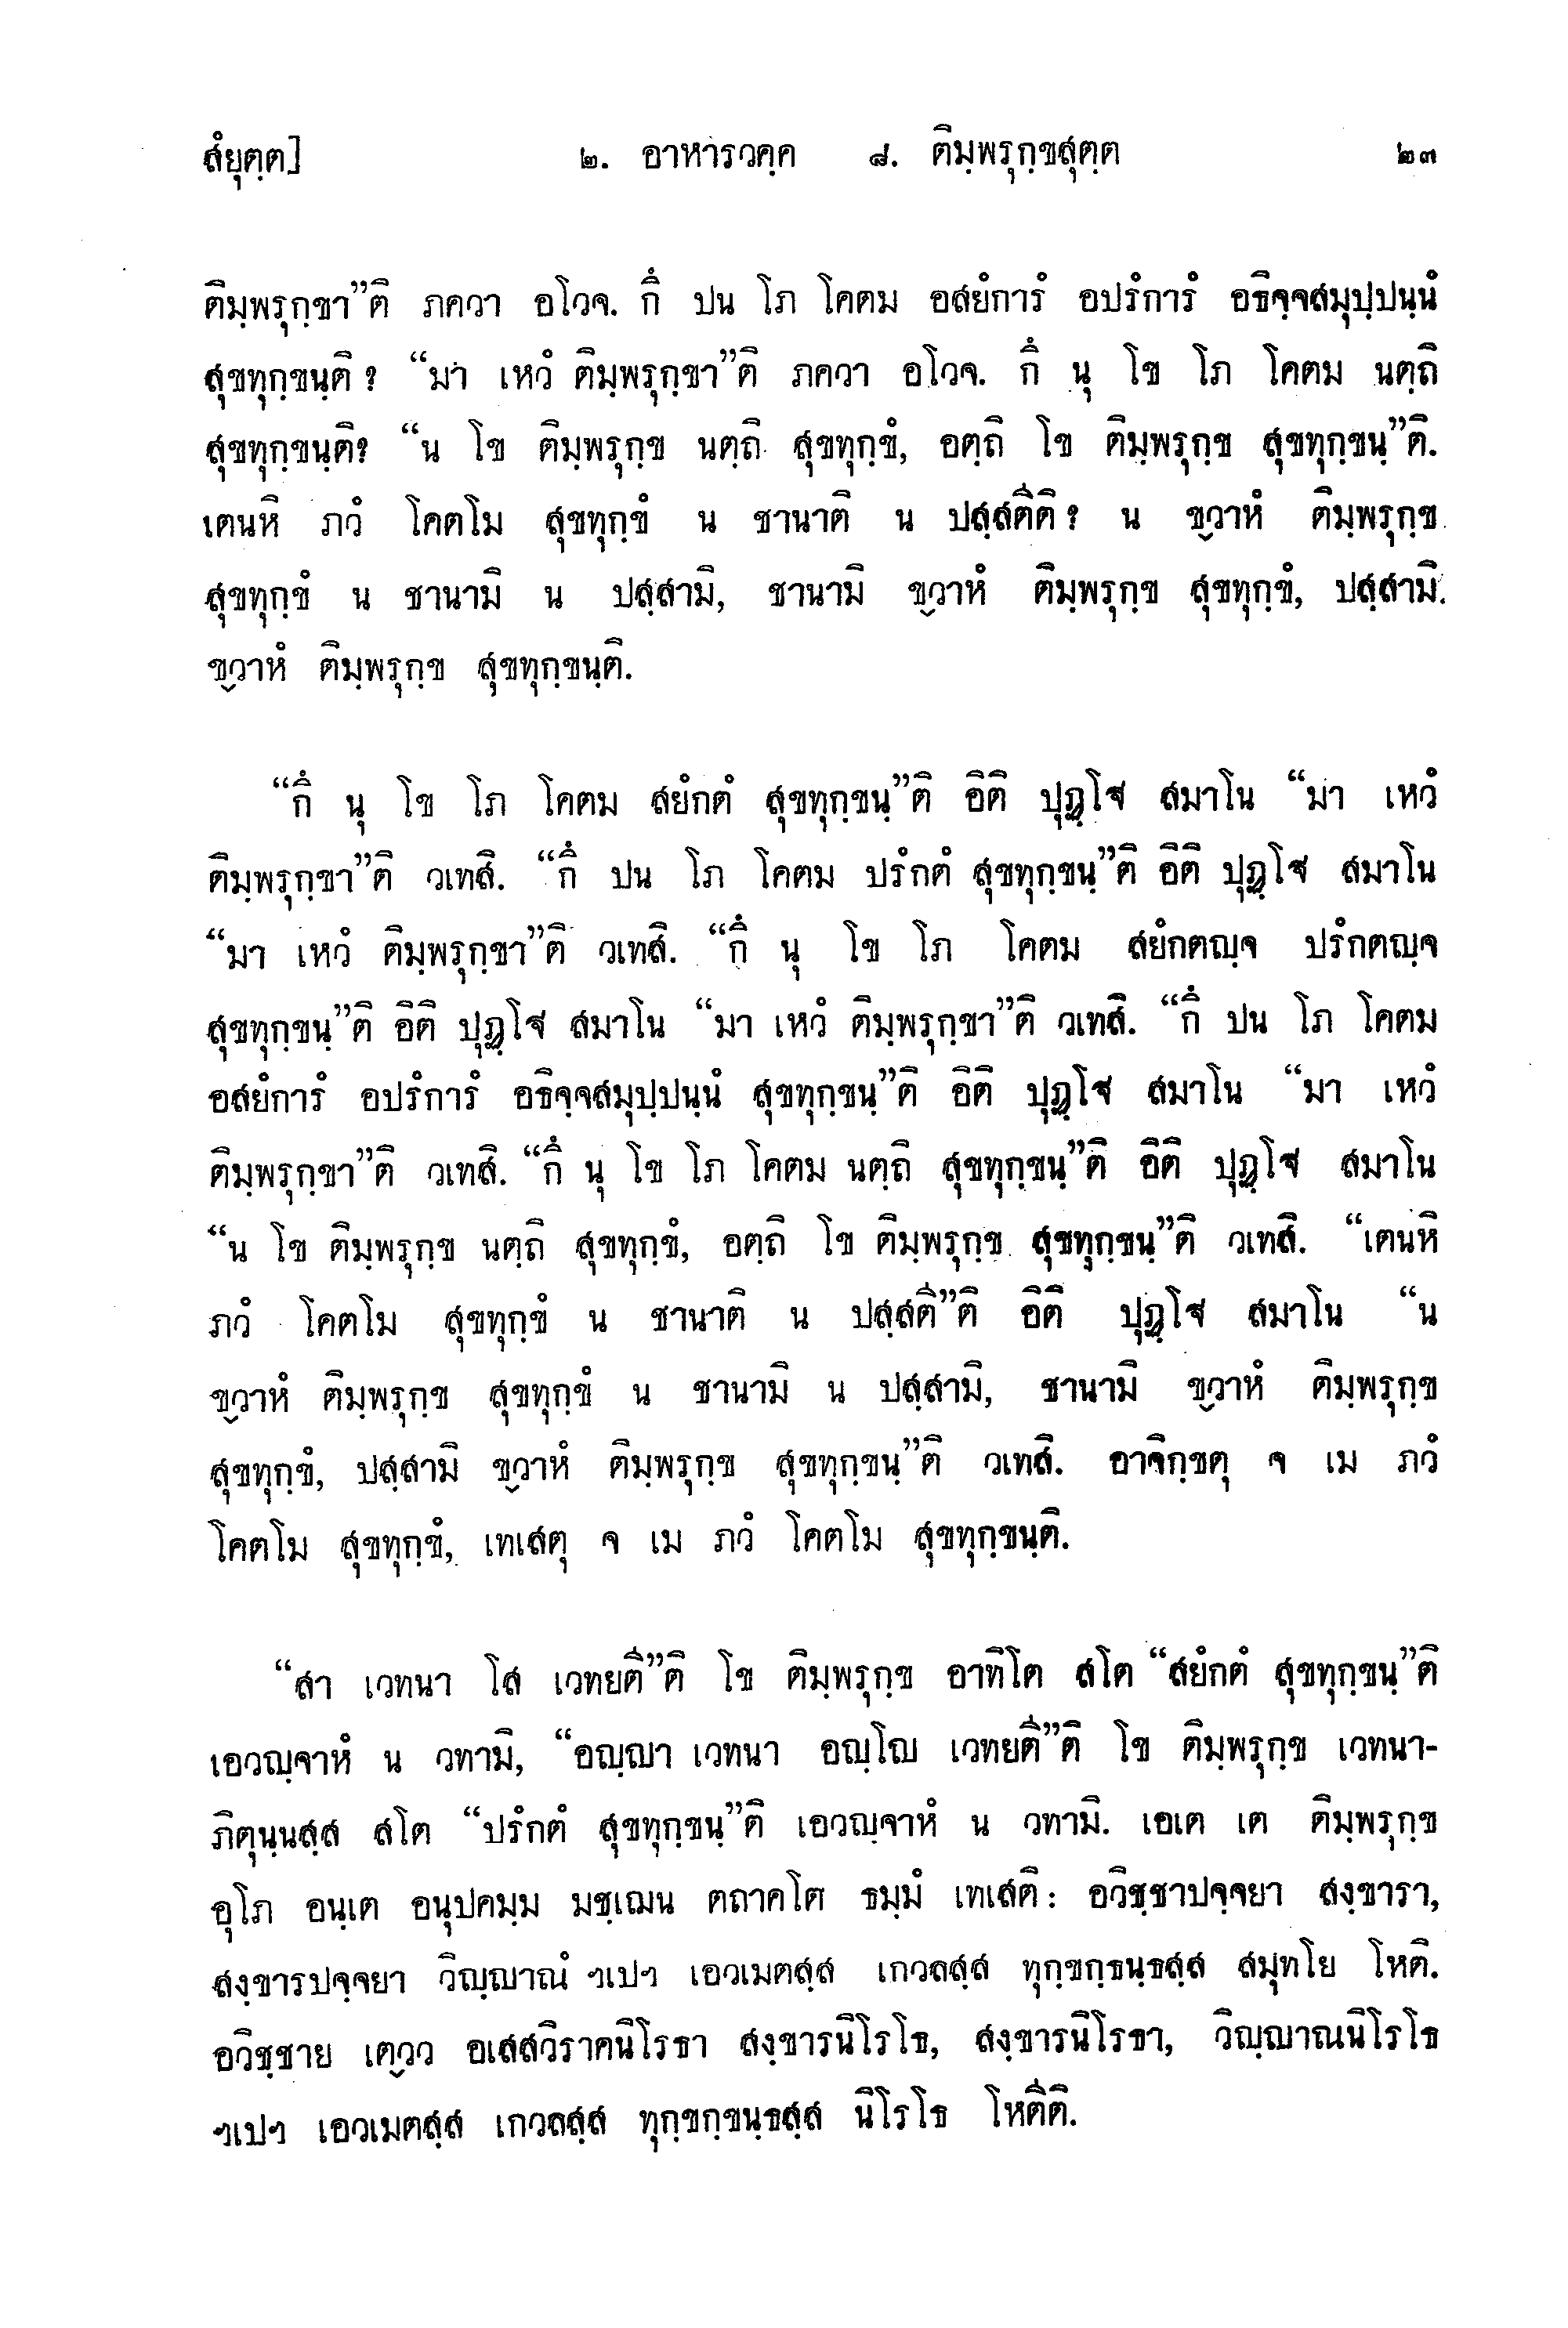 สํยุตฺต] ๒. อาหารวคฺค ๘. ติมฺพรุกฺขสุตฺต ๒๓
ติมฺพรุกฺขา”ติ ภควา อโวจ. กึ ปน โภ โคตม อสยํการํ อปรํการํ อธิจฺจสมุปฺปนฺนํ
สุขทุกฺขนฺติ? “มา เหวํ ติมฺพรุกฺขา”ติ ภควา อโวจ. กึ นุ โข โภ โคตม นตฺถิ
สุขทุกฺขนฺติ? “น โข ติมฺพรุกฺข นตฺถิ สุขทุกฺขํ, อตฺถิ โข ติมฺพรุกฺข สุขทุกฺขนฺ”ติ.
เตนหิ ภวํ โคตโม สุขทุกฺขํ น ชานาติ น ปสฺสตีติ? น ขฺวาหํ ติมฺพรุกฺข
สุขทุกฺขํ น ชานามิ น ปสฺสามิ, ชานามิ ขฺวาหํ ติมฺพรุกฺข สุขทุกฺขํ, ปสฺสามิ
ขฺวาหํ ติมฺพรุกฺข สุขทุกฺขนฺติ.
“กึ นุ โข โภ โคตม สยํกตํ สุขทุกฺขนฺ”ติ อิติ ปุฏฺโฐ สมาโน “มา เหวํ
ติมฺพรุกฺขา”ติ วเทสิ. “กึ ปน โภ โคตม ปรํกตํ สุขทุกฺขนฺ”ติ อิติ ปุฏฺโฐ สมาโน
“มา เหวํ ติมฺพรุกฺขา”ติ วเทสิ. “กึ นุ โข โภ โคตม สยํกตญฺจ ปรํกตญฺจ
สุขทุกฺขนฺ”ติ อิติ ปุฏฺโฐ สมาโน “มา เหวํ ติมฺพรุกฺขา”ติ วเทสิ. “กึ ปน โภ โคตม
อสยํการํ อปรํการํ อธิจฺจสมุปฺปนฺนํ สุขทุกฺขนฺ”ติ อิติ ปุฏฺโฐ สมาโน “มา เหวํ
ติมฺพรุกฺขา”ติ วเทสิ. “กึ นุ โข โภ โคตม นตฺถิ สุขทุกฺขนฺ”ติ อิติ ปุฏฺโฐ สมาโน
“น โข ติมฺพรุกฺข นตฺถิ สุขทุกฺขํ, อตฺถิ โข ติมฺพรุกฺข สุขทุกฺขนฺ”ติ วเทสิ. “เตนหิ
ภวํ โคตโม สุขทุกฺขํ น ชานาติ น ปสฺสตี”ติ อิติ ปุฏฺโฐ สมาโน “น
ขฺวาหํ ติมฺพรุกฺข สุขทุกฺขํ น ชานามิ น ปสฺสามิ, ชานามิ ขฺวาหํ ติมฺพรุกฺข
สุขทุกฺขํ, ปสฺสามิ ขฺวาหํ ติมฺพรุกฺข สุขทุกฺขนฺ”ติ วเทสิ. อาจิกฺขตุ จ เม ภวํ
โคตโม สุขทุกฺขํ, เทเสตุ จ เม ภวํ โคตโม สุขทุกฺขนฺติ.
“สา เวทนา โส เวทยตี”ติ โข ติมฺพรุกฺข อาทิโต สโต “สยํกตํ สุขทุกฺขนฺ”ติ
เอวญฺจาหํ น วทามิ, “อญฺญา เวทนา อญฺโญ เวทยตี”ติ โข ติมฺพรุกฺข เวทนา-
ภิตุนฺนสฺส สโต “ปรํกตํ สุขทุกฺขนฺ”ติ เอวญฺจาหํ น วทามิ. เอเต เต ติมฺพรุกฺข
อุโภ อนฺเต อนุปคมฺม มชฺเฌน ตถาคโต ธมฺมํ เทเสติ: อวิชฺชาปจฺจยา สงฺขารา,
สงฺขารปจฺจยา วิญฺญาณํ ฯเปฯ เอวเมตสฺส เกวลสฺส ทุกฺขกฺธนฺธสฺส สมุทโย โหติ.
อวิชฺชาย เตฺวว อเสสวิราคนิโรธา สงฺขารนิโรโธ, สงฺขารนิโรธา, วิญฺญาณนิโรโธ
ฯเปฯ เอวเมตสฺส เกวลสฺส ทุกฺขกฺขนฺธสฺส นิโรโธ โหตีติ.